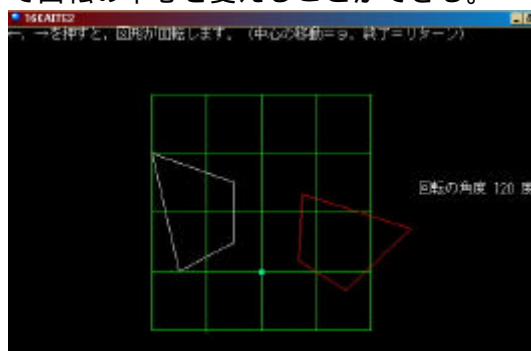 で回転の中心を変えることができる。
16KAITE2
←, →を押すと, 図形が回転します。(中心の移動=9, 終了=リターン)
回転の角度 120 度